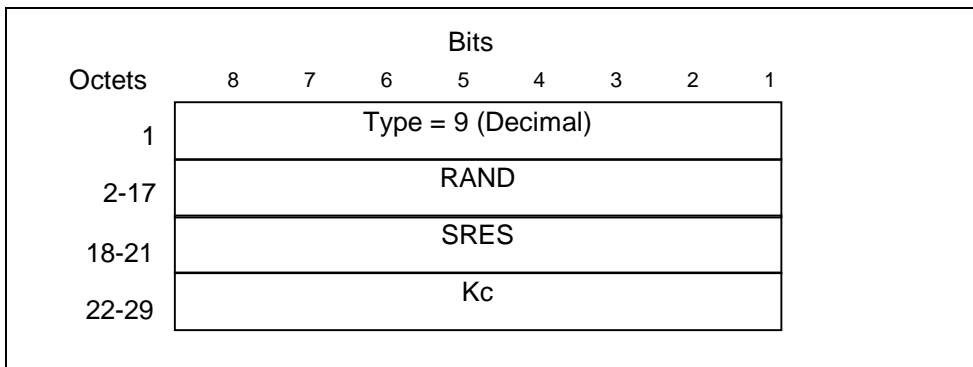 Bits
Octets 8 7 6 5 4 3 2 1
1 Type = 9 (Decimal)
2-17 RAND
18-21 SRES
22-29 Kc